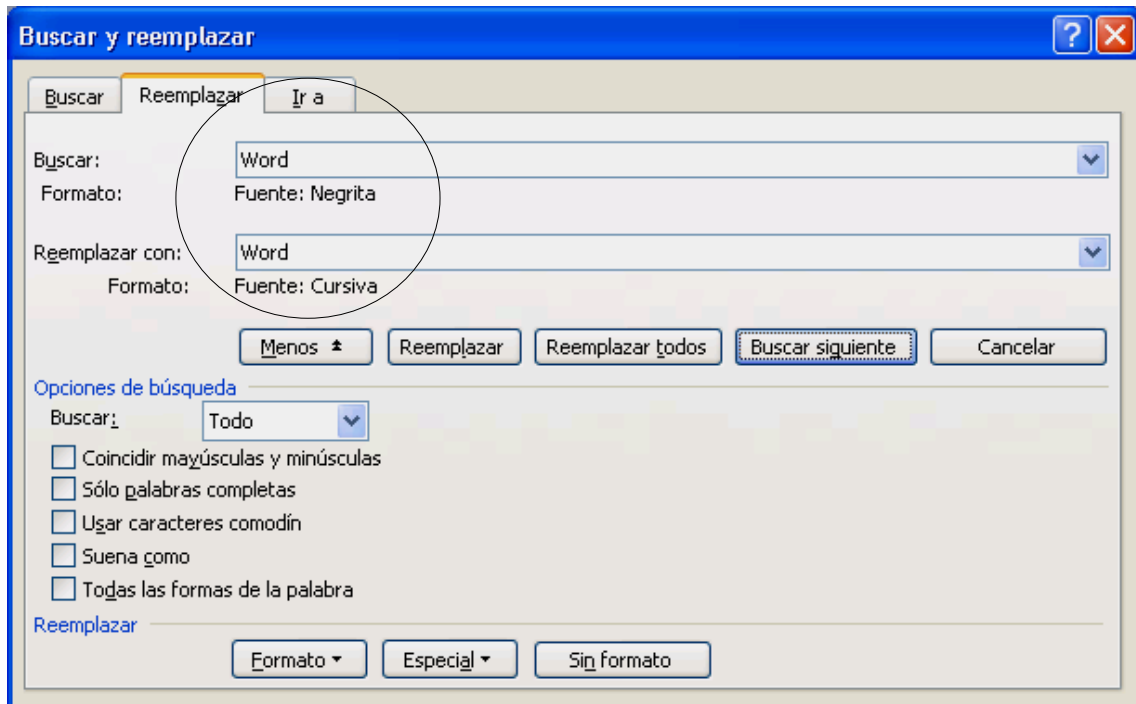 Buscar y reemplazar
Buscar Reemplazar Ir a
Buscar: Word
Formato: Fuente: Negrita
Reemplazar con: Word
Formato: Fuente: Cursiva
Menos Reemplazar Reemplazar todos Buscar siguiente Cancelar
Opciones de búsqueda
Buscar: Todo
Coincidir mayúsculas y minúsculas
Sólo palabras completas
Usar caracteres comodín
Suena como
Todas las formas de la palabra
Reemplazar
Formato Especial Sin formato